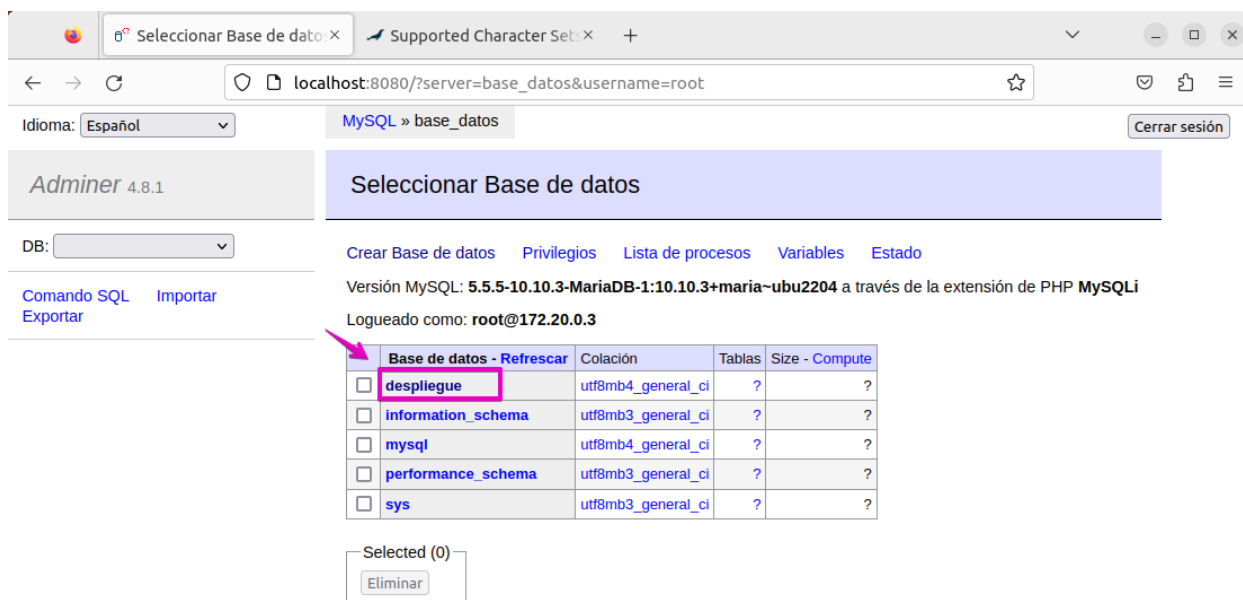 Seleccionar Base de dato
Supported Character Sets
localhost:8080/?server=base_datos&username=root
Idioma: Español
MySQL » base_datos
Cerrar sesión
Adminer 4.8.1
Seleccionar Base de datos
DB:
Crear Base de datos Privilegios Lista de procesos Variables Estado
Comando SQL Importar
Exportar
Versión MySQL: 5.5.5-10.10.3-MariaDB-1:10.10.3+maria~ubu2204 a través de la extensión de PHP MySQLi
Logueado como: root@172.20.0.3
Base de datos - Refrescar Colación Tablas Size - Compute
despliegue utf8mb4_general_ci ? ?
information_schema utf8mb3_general_ci ? ?
mysql utf8mb4_general_ci ? ?
performance_schema utf8mb3_general_ci ? ?
sys utf8mb3_general_ci ? ?
Selected (0)
Eliminar